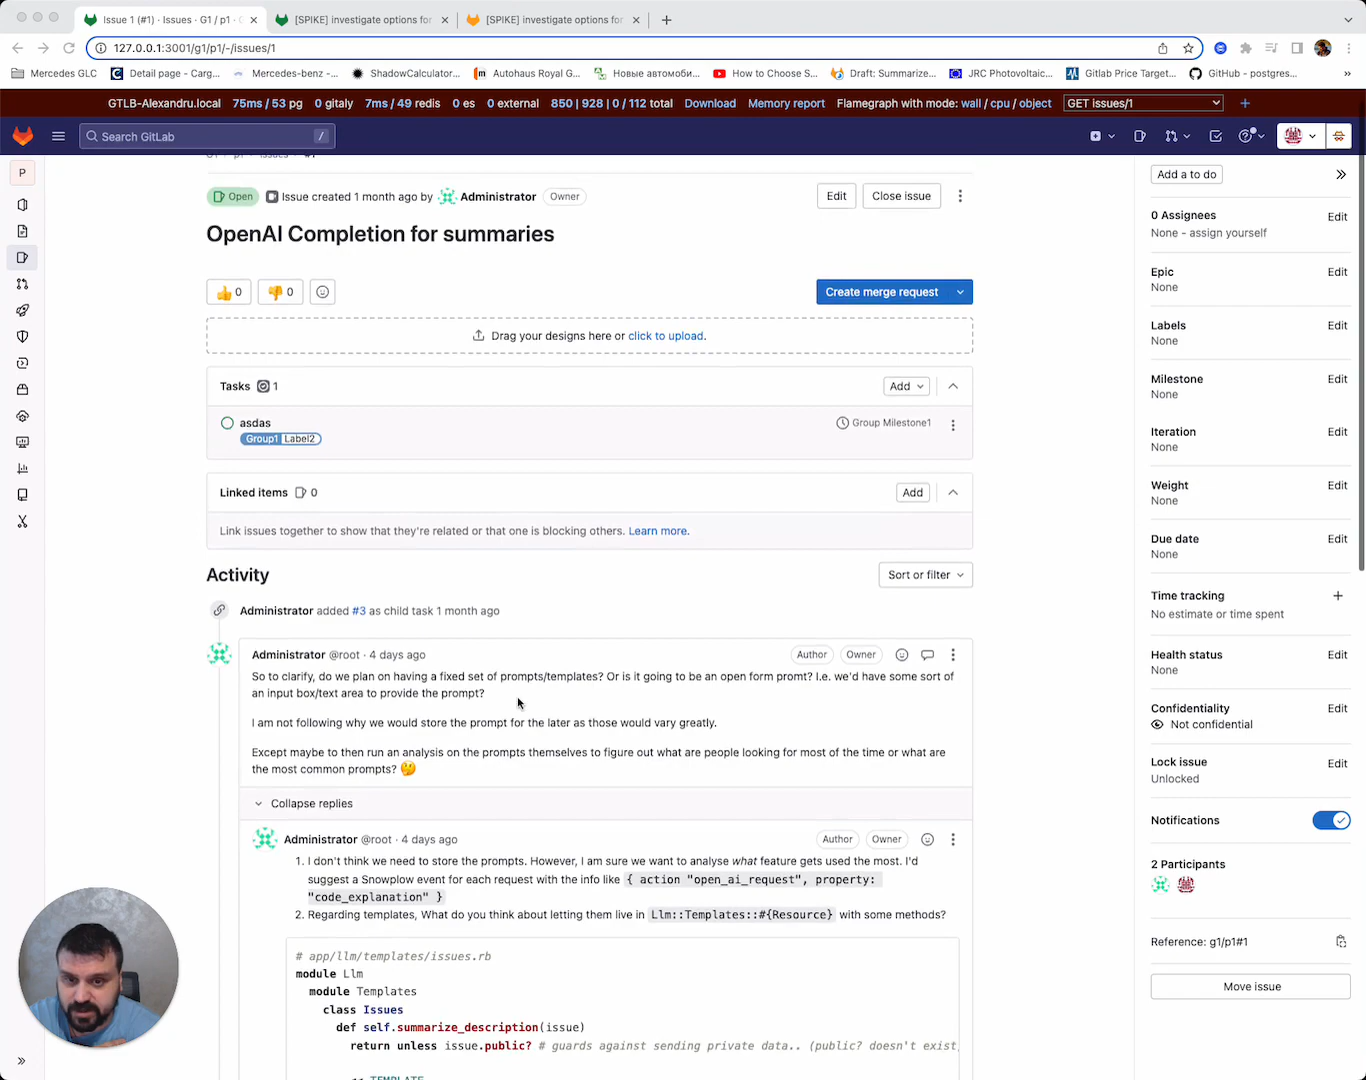 Issue 1 (#1) · Issues · G1 / p1 ·
[SPIKE] investigate options for
[SPIKE] investigate options for
127.0.0.1:3001/g1/p1/-/issues/1
Mercedes GLC
Detail page - Carg...
Mercedes-benz -...
ShadowCalculator...
Autohaus Royal G...
Новые автомоби...
How to Choose S...
Draft: Summarize...
JRC Photovoltaic...
Gitlab Price Target...
GitHub - postgres...
»
GTLB-Alexandru.local 75ms / 53 pg 0 gitaly 7ms / 49 redis 0 es 0 external 850 | 928 | 0 / 112 total Download Memory report Flamegraph with mode: wall / cpu / object GET issues/1
Search GitLab /
P
Open Issue created 1 month ago by Administrator Owner
Edit
Close issue
OpenAI Completion for summaries
👍 0
👎 0
Create merge request
Drag your designs here or click to upload.
Tasks 1
Add
asdas
Group1 Label2
Group Milestone1
Linked items 0
Add
Link issues together to show that they're related or that one is blocking others. Learn more.
Activity
Sort or filter
Administrator added #3 as child task 1 month ago
Administrator @root · 4 days ago
Author
Owner
So to clarify, do we plan on having a fixed set of prompts/templates? Or is it going to be an open form promt? I.e. we'd have some sort of
an input box/text area to provide the prompt?
I am not following why we would store the prompt for the later as those would vary greatly.
Except maybe to then run an analysis on the prompts themselves to figure out what are people looking for most of the time or what are
the most common prompts? 🤔
Collapse replies
Administrator @root · 4 days ago
Author
Owner
1. I don't think we need to store the prompts. However, I am sure we want to analyse what feature gets used the most. I'd
suggest a Snowplow event for each request with the info like { action "open_ai_request", property:
"code_explanation" }
2. Regarding templates, What do you think about letting them live in Llm::Templates::#{Resource} with some methods?
# app/llm/templates/issues.rb
module Llm
module Templates
class Issues
def self.summarize_description(issue)
return unless issue.public? # guards against sending private data.. (public? doesn't exist,
Add a to do
0 Assignees
Edit
None - assign yourself
Epic
Edit
None
Labels
Edit
None
Milestone
Edit
None
Iteration
Edit
None
Weight
Edit
None
Due date
Edit
None
Time tracking
+
No estimate or time spent
Health status
Edit
None
Confidentiality
Edit
Not confidential
Lock issue
Edit
Unlocked
Notifications
2 Participants
Reference: g1/p1#1
Move issue